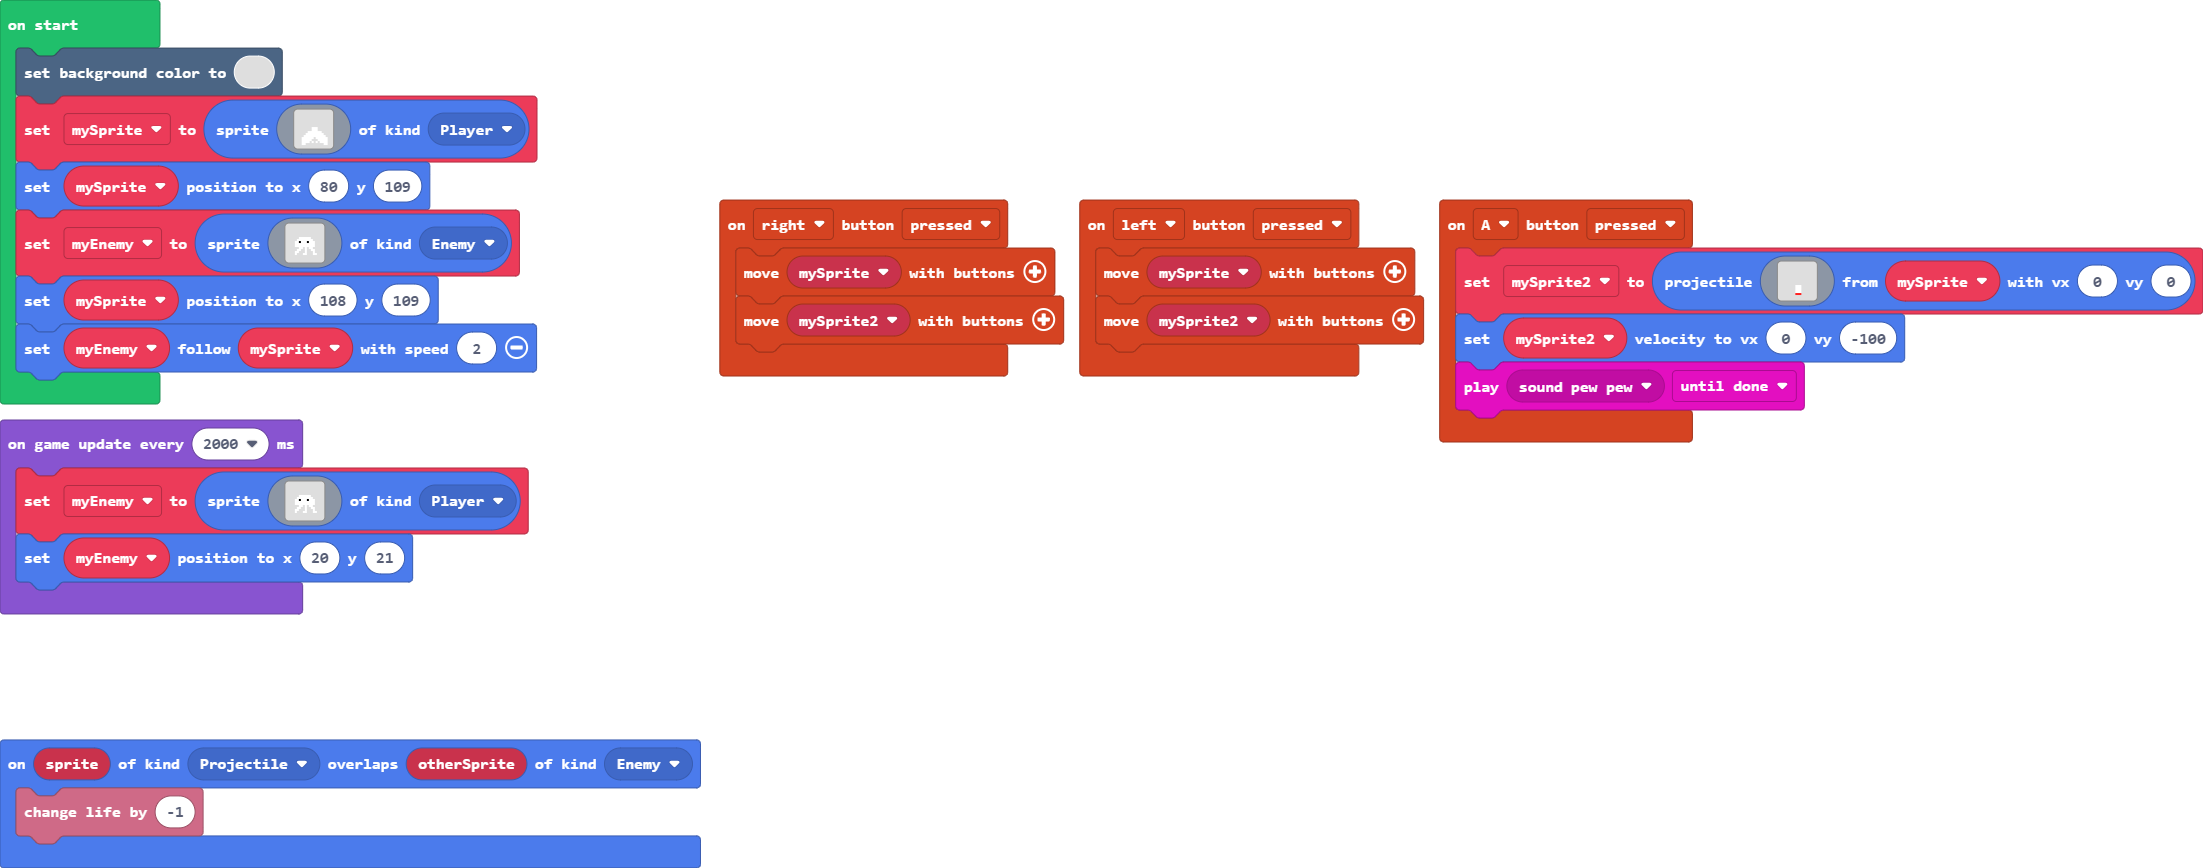 on start
set background color to
set mySprite to sprite of kind Player
set mySprite position to x 80 y 109
set myEnemy to sprite of kind Enemy
set mySprite position to x 108 y 109
set myEnemy follow mySprite with speed 2
on game update every 2000 ms
set myEnemy to sprite of kind Player
set myEnemy position to x 20 y 21
on sprite of kind Projectile overlaps otherSprite of kind Enemy
change life by -1
on right button pressed
move mySprite with buttons
move mySprite2 with buttons
on left button pressed
move mySprite with buttons
move mySprite2 with buttons
on A button pressed
set mySprite2 to projectile from mySprite with vx 0 vy 0
set mySprite2 velocity to vx 0 vy -100
play sound pew pew until done